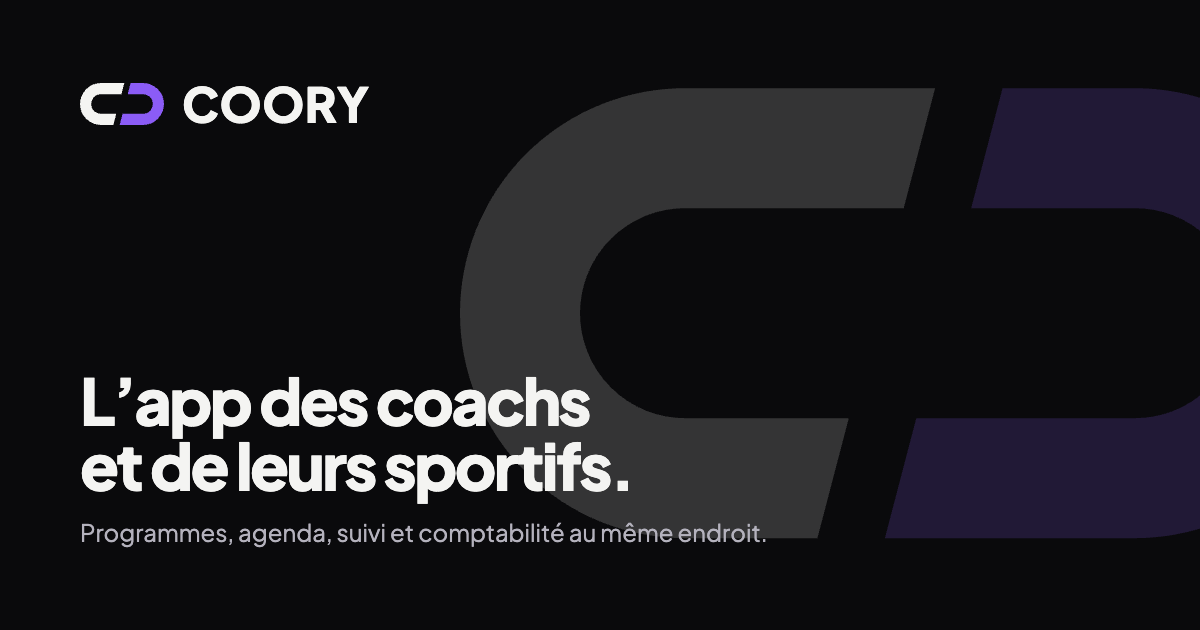 COORY
L’app des coachs
et de leurs sportifs.
Programmes, agenda, suivi et comptabilité au même endroit.